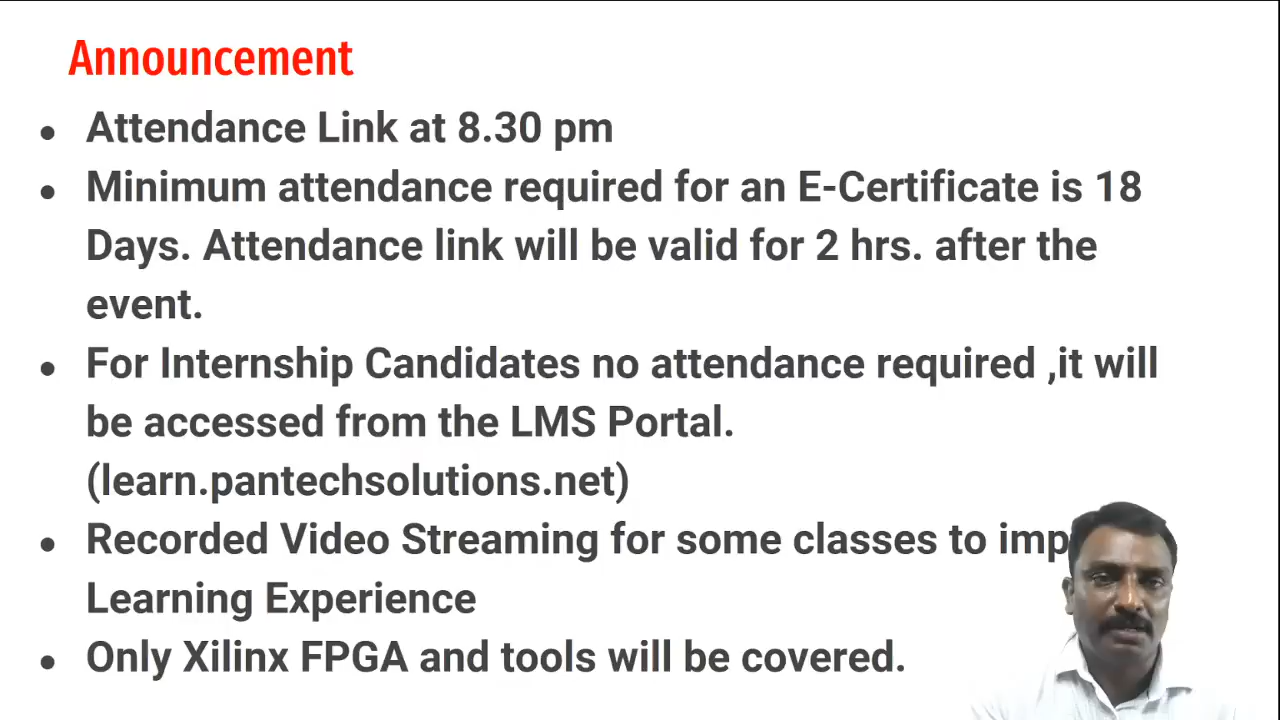 Announcement
● Attendance Link at 8.30 pm
● Minimum attendance required for an E-Certificate is 18
Days. Attendance link will be valid for 2 hrs. after the
event.
● For Internship Candidates no attendance required ,it will
be accessed from the LMS Portal.
(learn.pantechsolutions.net)
● Recorded Video Streaming for some classes to
Learning Experience
● Only Xilinx FPGA and tools will be covered.